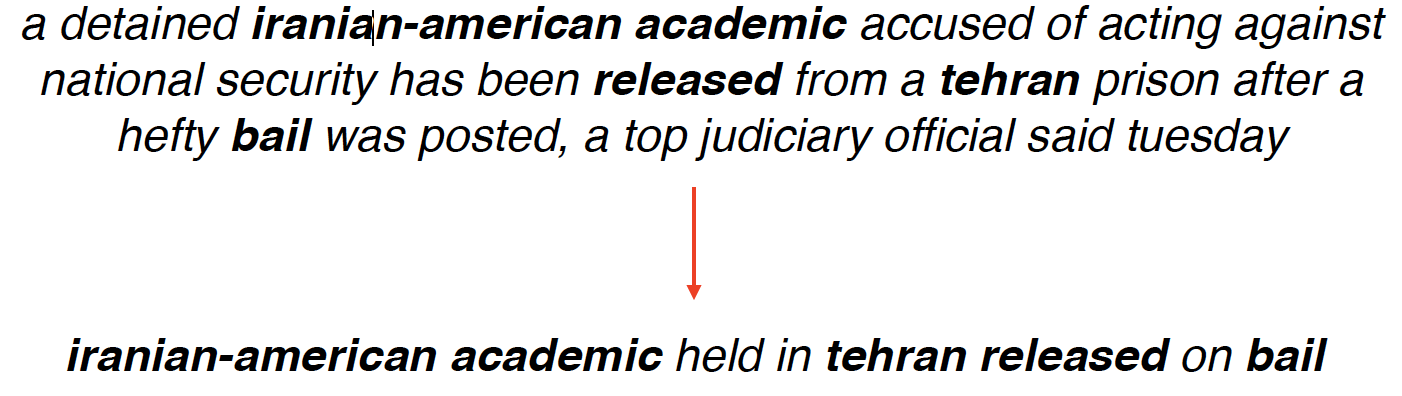 a detained iranian-american academic accused of acting against
national security has been released from a tehran prison after a
hefty bail was posted, a top judiciary official said tuesday
iranian-american academic held in tehran released on bail